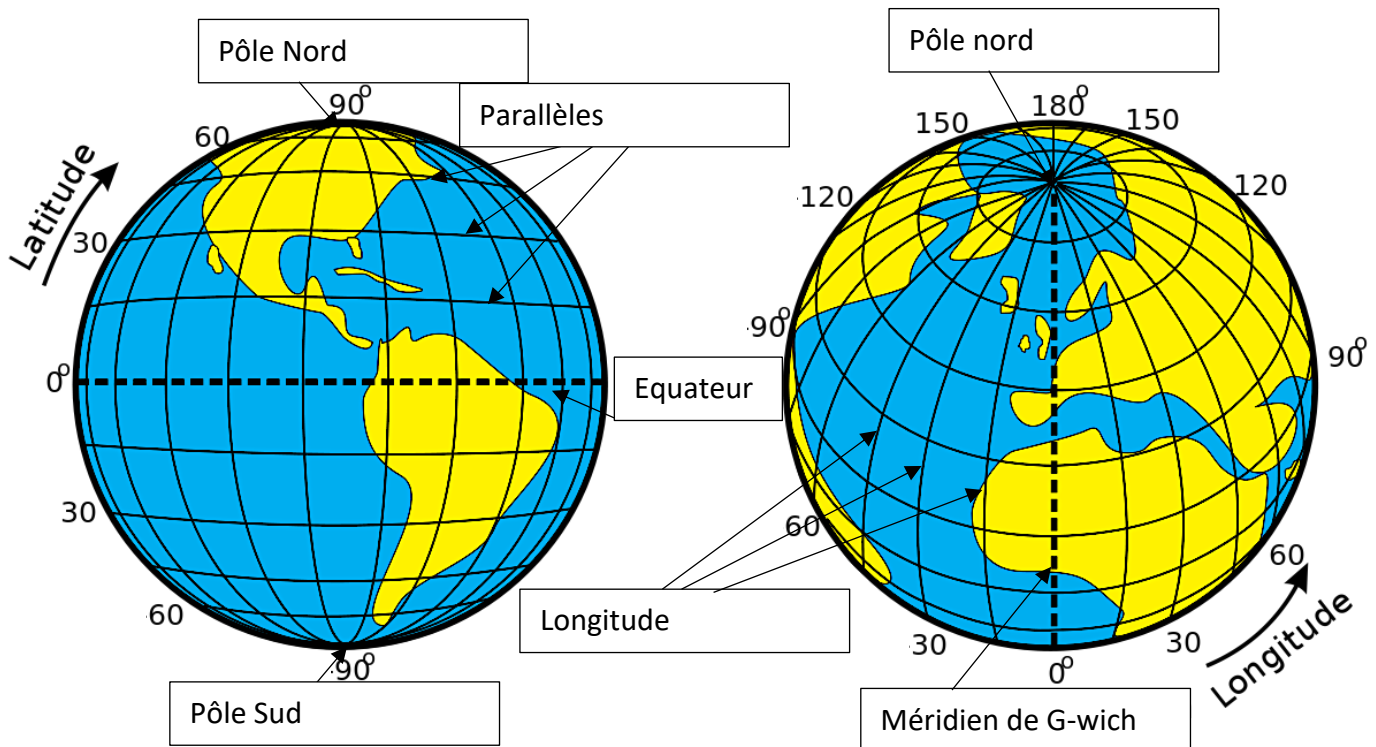 Pôle Nord
Pôle nord
Parallèles
90°
60
30
0°
30
60
-90°
Latitude
Equateur
Pôle Sud
180°
150
150
120
-120
-90°
90°
60
60
-30
30
0°
Longitude
Longitude
Méridien de G-wich